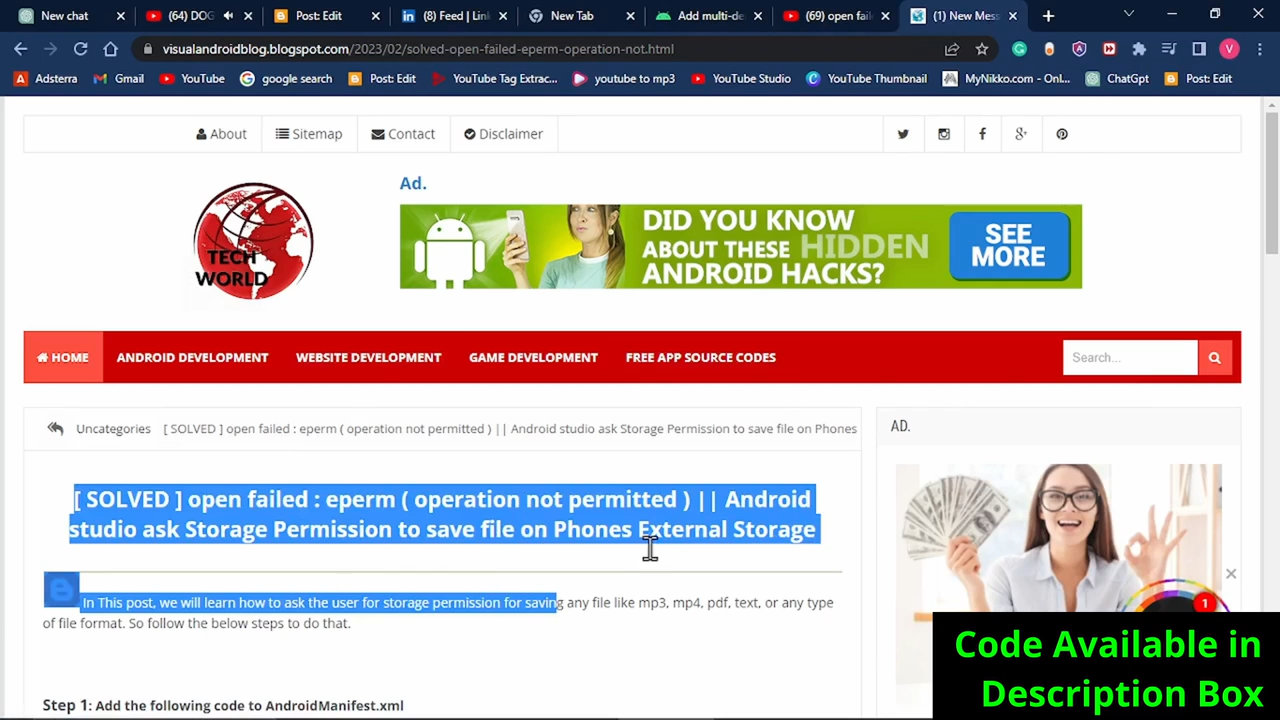 New chat
(64) DOG
Post: Edit
(8) Feed | Link
New Tab
Add multi-de
(69) open faile
(1) New Mess
visualandroidblog.blogspot.com/2023/02/solved-open-failed-eperm-operation-not.html
V
Adsterra
Gmail
YouTube
google search
Post: Edit
YouTube Tag Extrac...
youtube to mp3
YouTube Studio
YouTube Thumbnail
MyNikko.com - Onl...
ChatGpt
Post: Edit
About
Sitemap
Contact
Disclaimer
Ad.
TECH
WORLD
DID YOU KNOW
ABOUT THESE HIDDEN
ANDROID HACKS?
SEE
MORE
HOME
ANDROID DEVELOPMENT
WEBSITE DEVELOPMENT
GAME DEVELOPMENT
FREE APP SOURCE CODES
Search...
Uncategories
[ SOLVED ] open failed : eperm ( operation not permitted ) || Android studio ask Storage Permission to save file on Phones
AD.
[ SOLVED ] open failed : eperm ( operation not permitted ) || Android
studio ask Storage Permission to save file on Phones External Storage
In This post, we will learn how to ask the user for storage permission for saving any file like mp3, mp4, pdf, text, or any type
of file format. So follow the below steps to do that.
1
Code Available in
Description Box
Step 1: Add the following code to AndroidManifest.xml